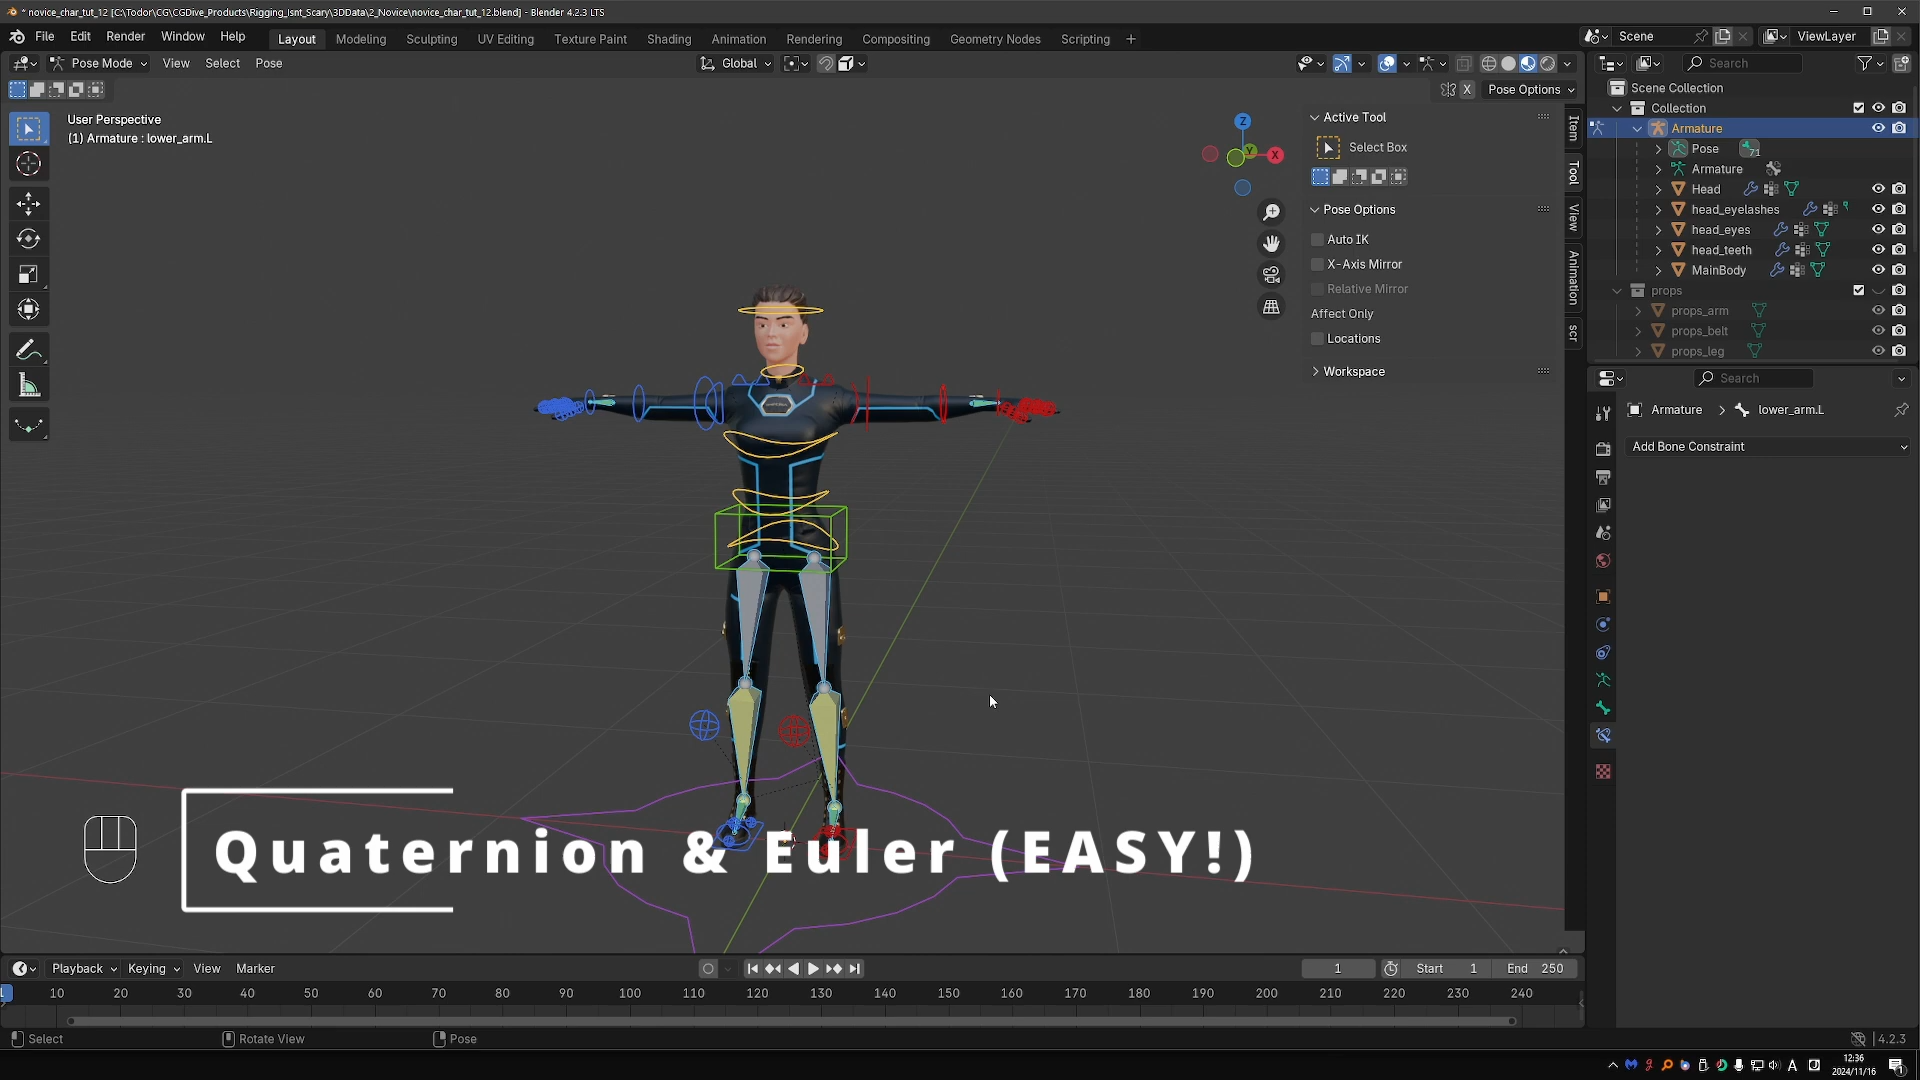 * novice_char_tut_12 [C:\Todor\CG\CGDive_Products\Rigging_Isnt_Scary\3DData\2_Novice\novice_char_tut_12.blend] - Blender 4.2.3 LTS
File Edit Render Window Help Layout Modeling Sculpting UV Editing Texture Paint Shading Animation Rendering Compositing Geometry Nodes Scripting + Scene ViewLayer
Pose Mode View Select Pose Global Search
X Pose Options
Scene Collection
Collection
Armature
Pose 71
Armature
Head
head_eyelashes
head_eyes
head_teeth
MainBody
props
props_arm
props_belt
props_leg
User Perspective
(1) Armature : lower_arm.L
Z
Y
X
Active Tool
Select Box
Pose Options
Auto IK
X-Axis Mirror
Relative Mirror
Affect Only
Locations
Workspace
Item
Tool
View
Animation
scr
Search
Armature lower_arm.L
Add Bone Constraint
Quaternion & Euler (EASY!)
Playback Keying View Marker 1 Start 1 End 250
1 10 20 30 40 50 60 70 80 90 100 110 120 130 140 150 160 170 180 190 200 210 220 230 240
Select Rotate View Pose 4.2.3
A 12:36
2024/11/16